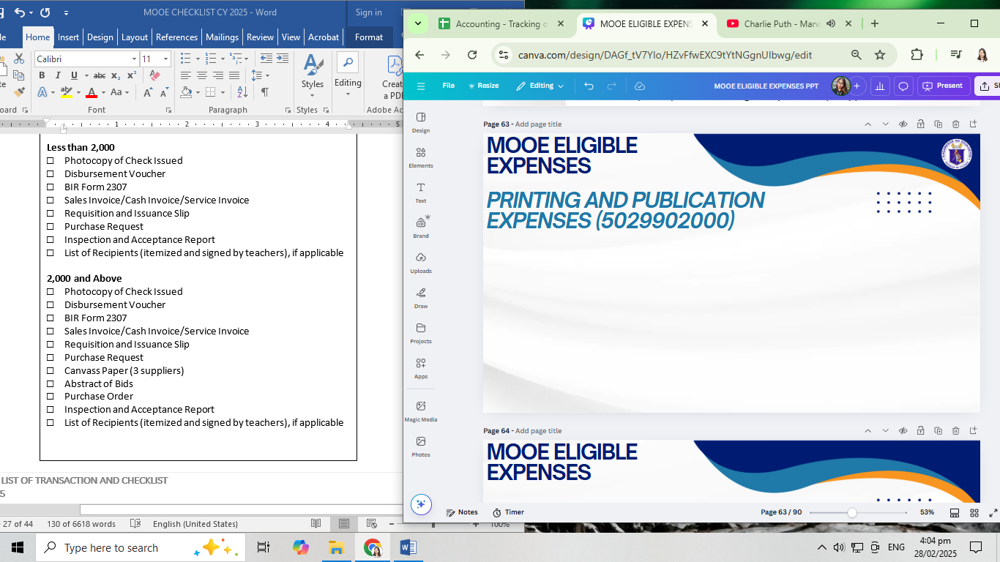 MOOE CHECKLIST CY 2025 - Word
Sign in
Home Insert Design Layout References Mailings Review View Acrobat Format
Calibri 11
Styles
Editing
a PDF
Font
Paragraph
Styles
1 2 3 4 5
Less than 2,000
☐ Photocopy of Check Issued
☐ Disbursement Voucher
☐ BIR Form 2307
☐ Sales Invoice/Cash Invoice/Service Invoice
☐ Requisition and Issuance Slip
☐ Purchase Request
☐ Inspection and Acceptance Report
☐ List of Recipients (itemized and signed by teachers), if applicable
2,000 and Above
☐ Photocopy of Check Issued
☐ Disbursement Voucher
☐ BIR Form 2307
☐ Sales Invoice/Cash Invoice/Service Invoice
☐ Requisition and Issuance Slip
☐ Purchase Request
☐ Canvass Paper (3 suppliers)
☐ Abstract of Bids
☐ Purchase Order
☐ Inspection and Acceptance Report
☐ List of Recipients (itemized and signed by teachers), if applicable
LIST OF TRANSACTION AND CHECKLIST
27 of 44 130 of 6618 words English (United States) 100%
Accounting - Tracking
MOOE ELIGIBLE EXPENS
Charlie Puth - Marv
canva.com/design/DAGf_tV7Ylo/HZvFfwEXC9tYtNGgnUIbwg/edit
File Resize Editing MOOE ELIGIBLE EXPENSES PPT Present
Design
Elements
Text
Brand
Uploads
Draw
Projects
Apps
Magic Media
Photos
Page 63 - Add page title
MOOE ELIGIBLE
EXPENSES
PRINTING AND PUBLICATION
EXPENSES (5029902000)
Page 64 - Add page title
MOOE ELIGIBLE
EXPENSES
Notes Timer Page 63 / 90 53%
Type here to search
ENG
4:04 pm
28/02/2025